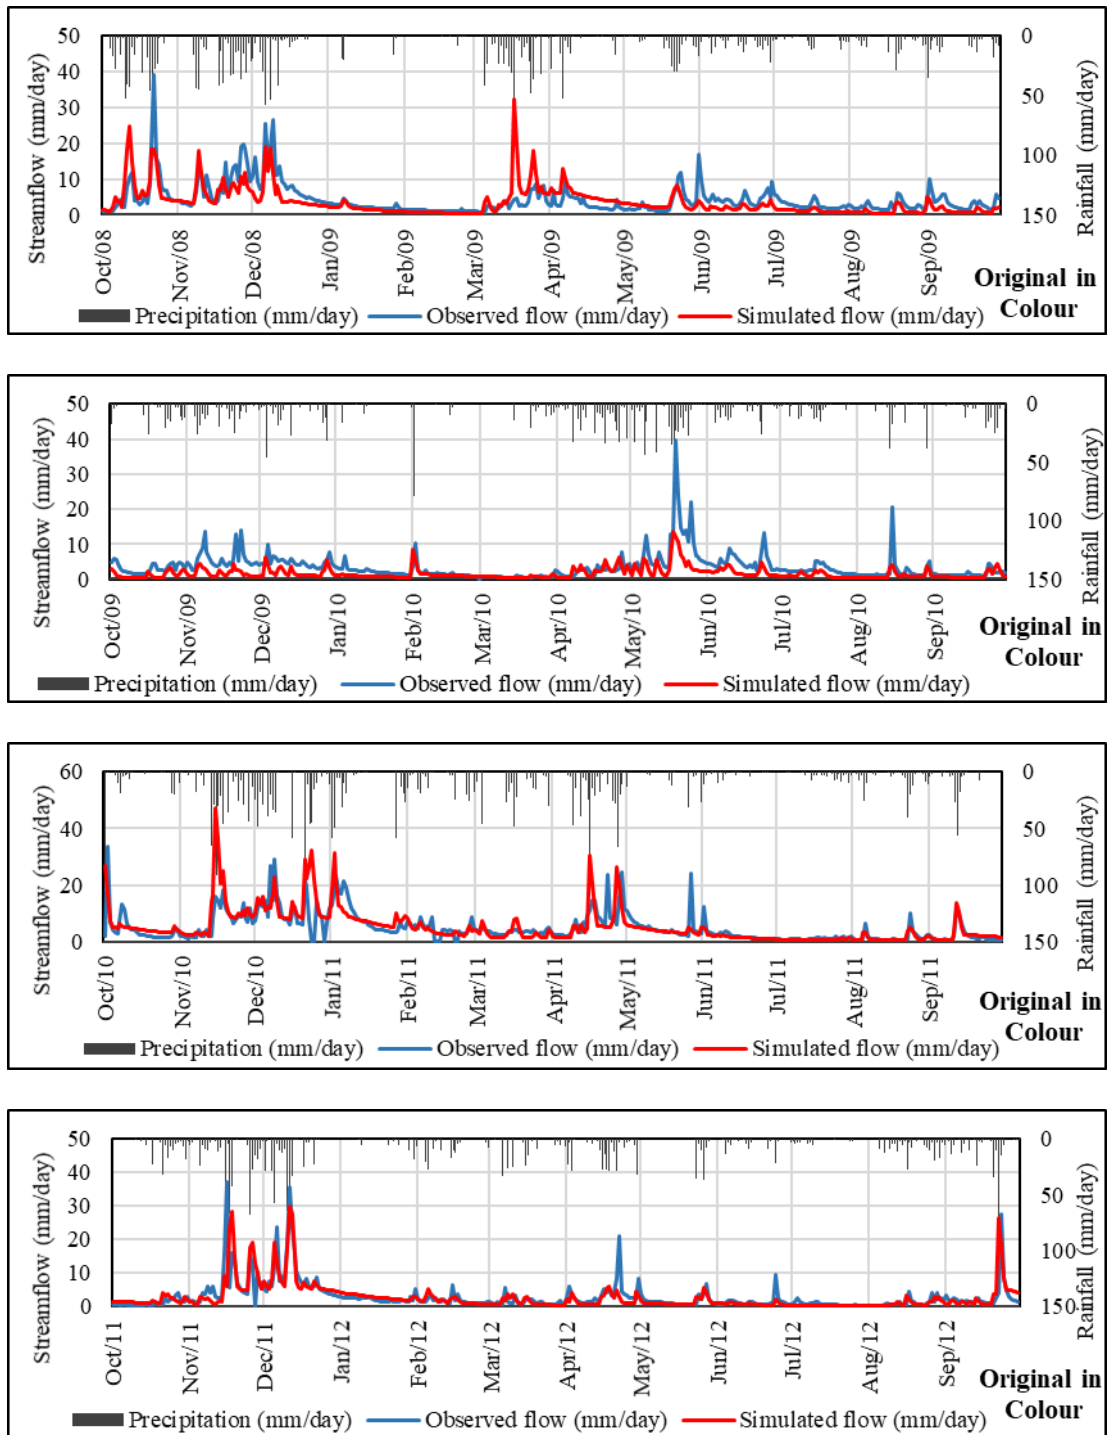 50 0
40
30 50
20
100
10
0 150
Streamflow (mm/day)
Rainfall (mm/day)
Oct/08 Nov/08 Dec/08 Jan/09 Feb/09 Mar/09 Apr/09 May/09 Jun/09 Jul/09 Aug/09 Sep/09
Original in
Colour
Precipitation (mm/day) Observed flow (mm/day) Simulated flow (mm/day)
50 0
40
30 50
20
100
10
0 150
Streamflow (mm/day)
Rainfall (mm/day)
Oct/09 Nov/09 Dec/09 Jan/10 Feb/10 Mar/10 Apr/10 May/10 Jun/10 Jul/10 Aug/10 Sep/10
Original in
Colour
Precipitation (mm/day) Observed flow (mm/day) Simulated flow (mm/day)
60 0
40 50
20 100
0 150
Streamflow (mm/day)
Rainfall (mm/day)
Oct/10 Nov/10 Dec/10 Jan/11 Feb/11 Mar/11 Apr/11 May/11 Jun/11 Jul/11 Aug/11 Sep/11
Original in
Colour
Precipitation (mm/day) Observed flow (mm/day) Simulated flow (mm/day)
50 0
40
30 50
20
100
10
0 150
Streamflow (mm/day)
Rainfall (mm/day)
Oct/11 Nov/11 Dec/11 Jan/12 Feb/12 Mar/12 Apr/12 May/12 Jun/12 Jul/12 Aug/12 Sep/12
Original in
Colour
Precipitation (mm/day) Observed flow (mm/day) Simulated flow (mm/day)